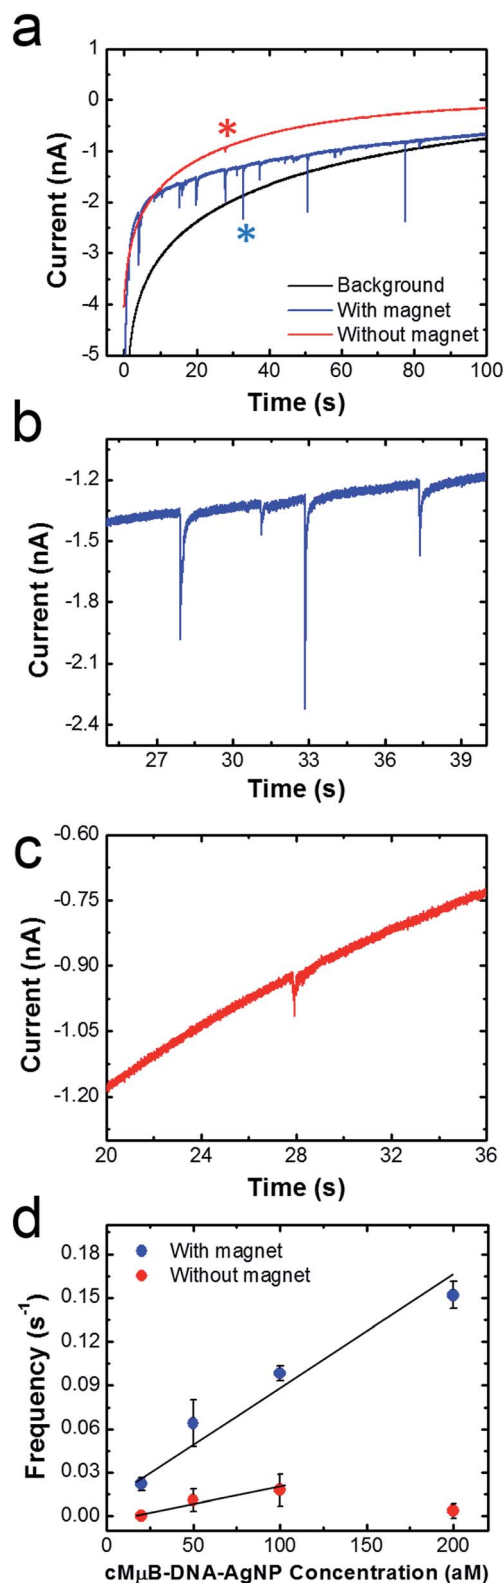 a
1
0
-1
-2
-3
-4
-5
Current (nA)
*
*
Background
With magnet
Without magnet
0 20 40 60 80 100
Time (s)
b
-1.2
-1.5
-1.8
-2.1
-2.4
Current (nA)
27 30 33 36 39
Time (s)
c
-0.60
-0.75
-0.90
-1.05
-1.20
Current (nA)
20 24 28 32 36
Time (s)
d
With magnet
Without magnet
0.18
0.15
0.12
0.09
0.06
0.03
0.00
Frequency (s⁻¹)
0 50 100 150 200
cMμB-DNA-AgNP Concentration (aM)